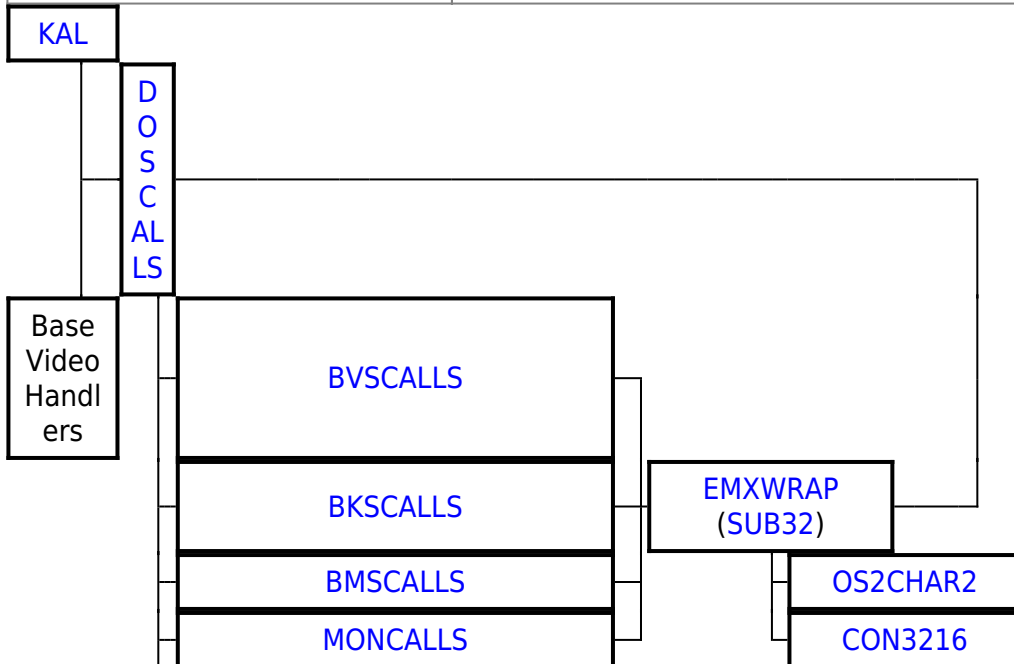 KAL
D
O
S
C
AL
LS
Base
Video
Handl
ers
BVSCALLS
BKSCALLS
EMXWRAP
(SUB32)
BMSCALLS
OS2CHAR2
MONCALLS
CON3216